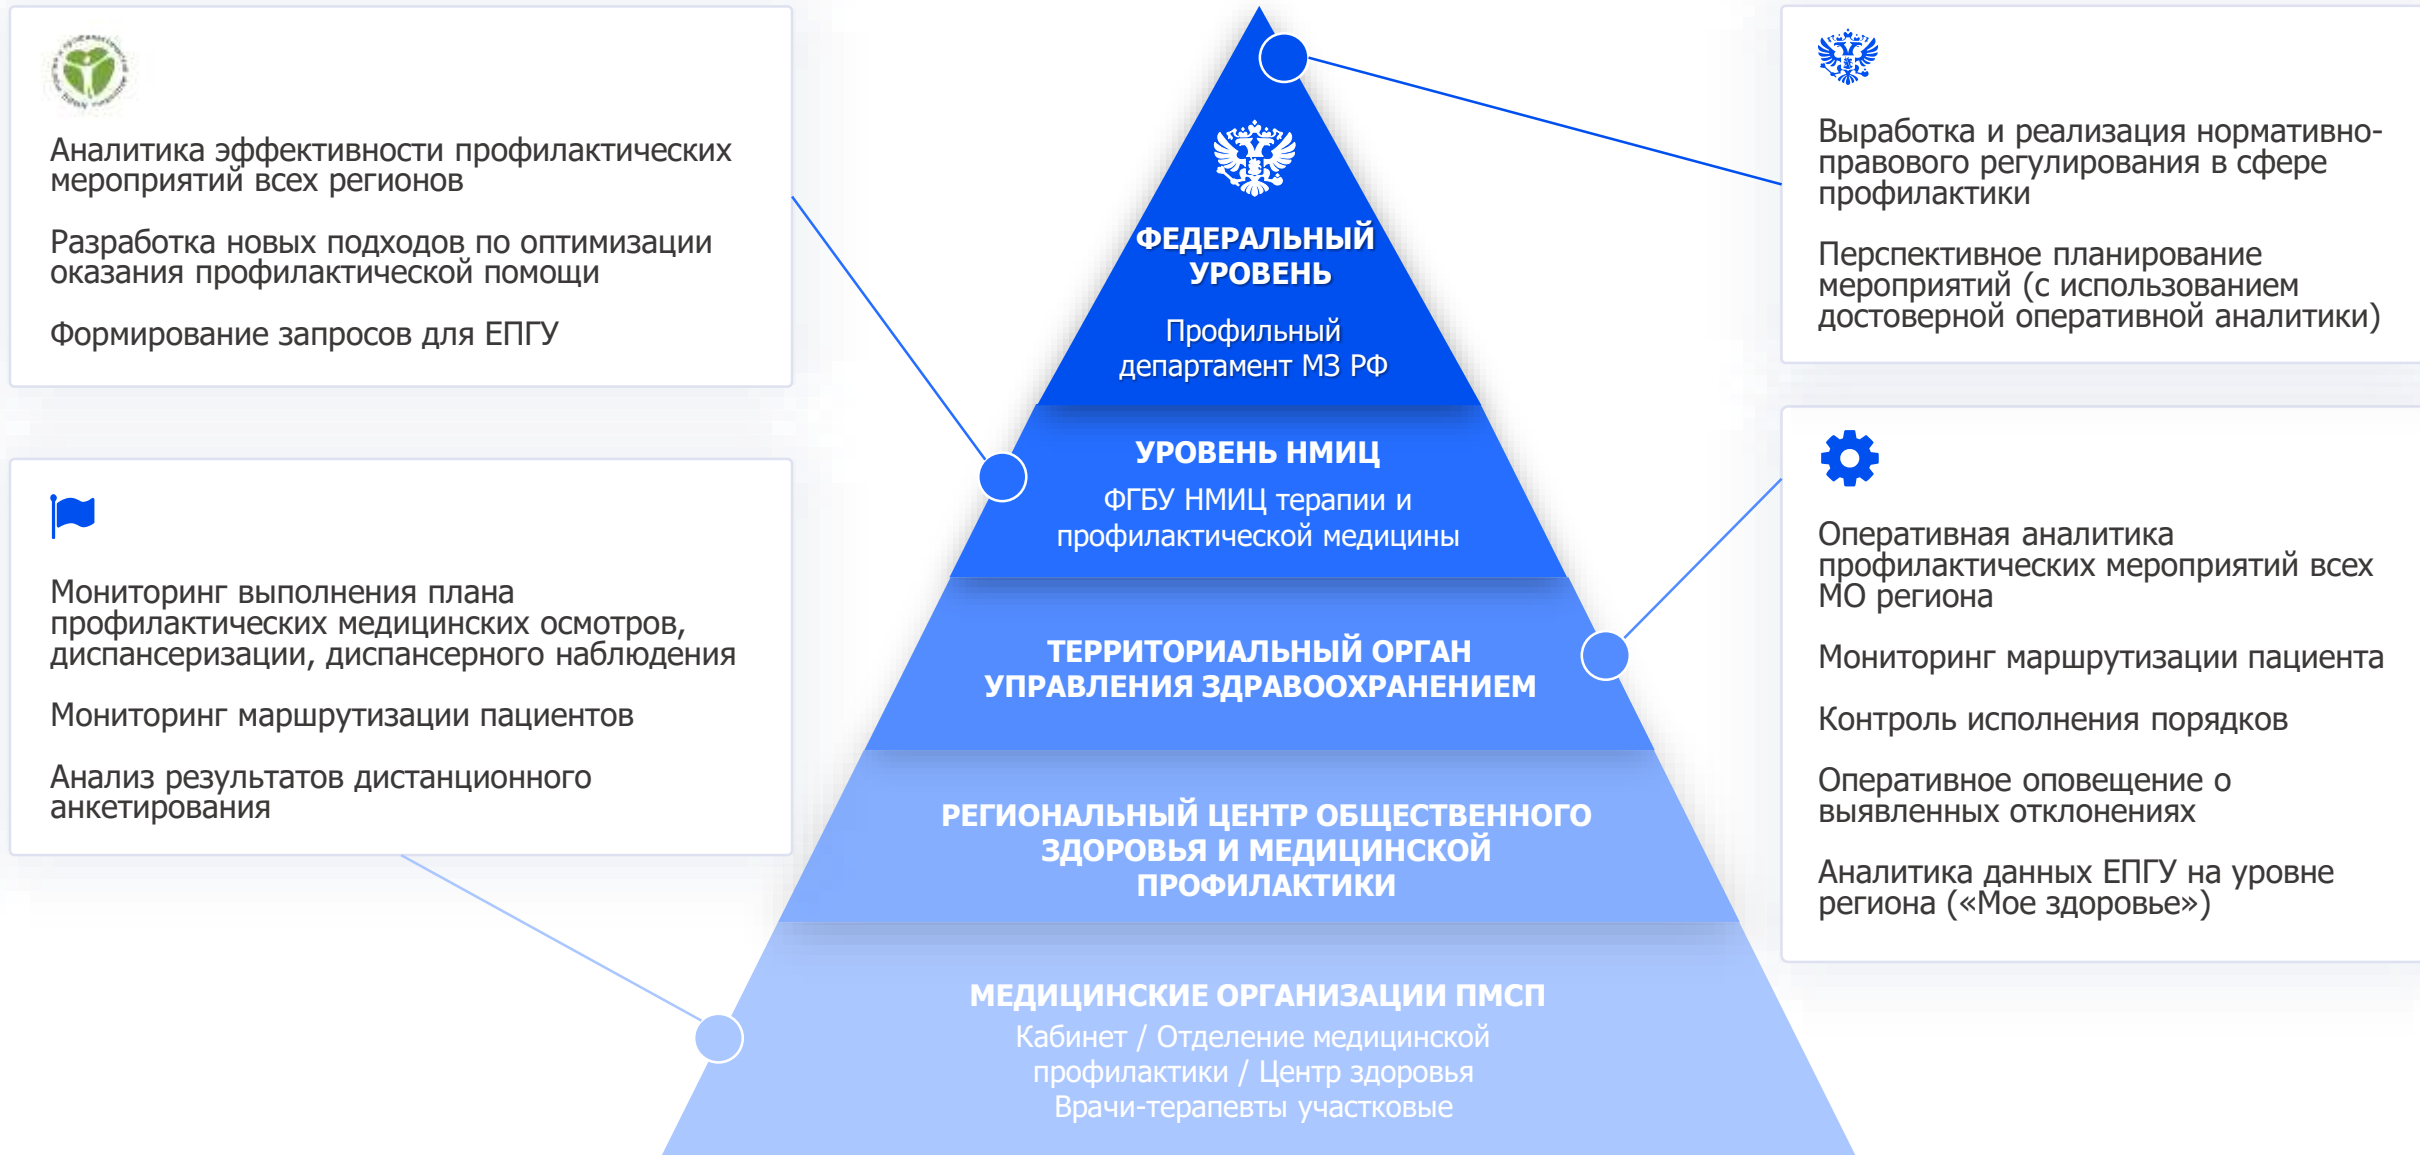 Аналитика эффективности профилактических
мероприятий всех регионов
Разработка новых подходов по оптимизации
оказания профилактической помощи
Формирование запросов для ЕПГУ
Мониторинг выполнения плана
профилактических медицинских осмотров,
диспансеризации, диспансерного наблюдения
Мониторинг маршрутизации пациентов
Анализ результатов дистанционного
анкетирования
ФЕДЕРАЛЬНЫЙ
УРОВЕНЬ
Профильный
департамент МЗ РФ
УРОВЕНЬ НМИЦ
ФГБУ НМИЦ терапии и
профилактической медицины
ТЕРРИТОРИАЛЬНЫЙ ОРГАН
УПРАВЛЕНИЯ ЗДРАВООХРАНЕНИЕМ
РЕГИОНАЛЬНЫЙ ЦЕНТР ОБЩЕСТВЕННОГО
ЗДОРОВЬЯ И МЕДИЦИНСКОЙ
ПРОФИЛАКТИКИ
МЕДИЦИНСКИЕ ОРГАНИЗАЦИИ ПМСП
Кабинет / Отделение медицинской
профилактики / Центр здоровья
Врачи-терапевты участковые
Выработка и реализация нормативно-
правового регулирования в сфере
профилактики
Перспективное планирование
мероприятий (с использованием
достоверной оперативной аналитики)
Оперативная аналитика
профилактических мероприятий всех
МО региона
Мониторинг маршрутизации пациента
Контроль исполнения порядков
Оперативное оповещение о
выявленных отклонениях
Аналитика данных ЕПГУ на уровне
региона («Мое здоровье»)